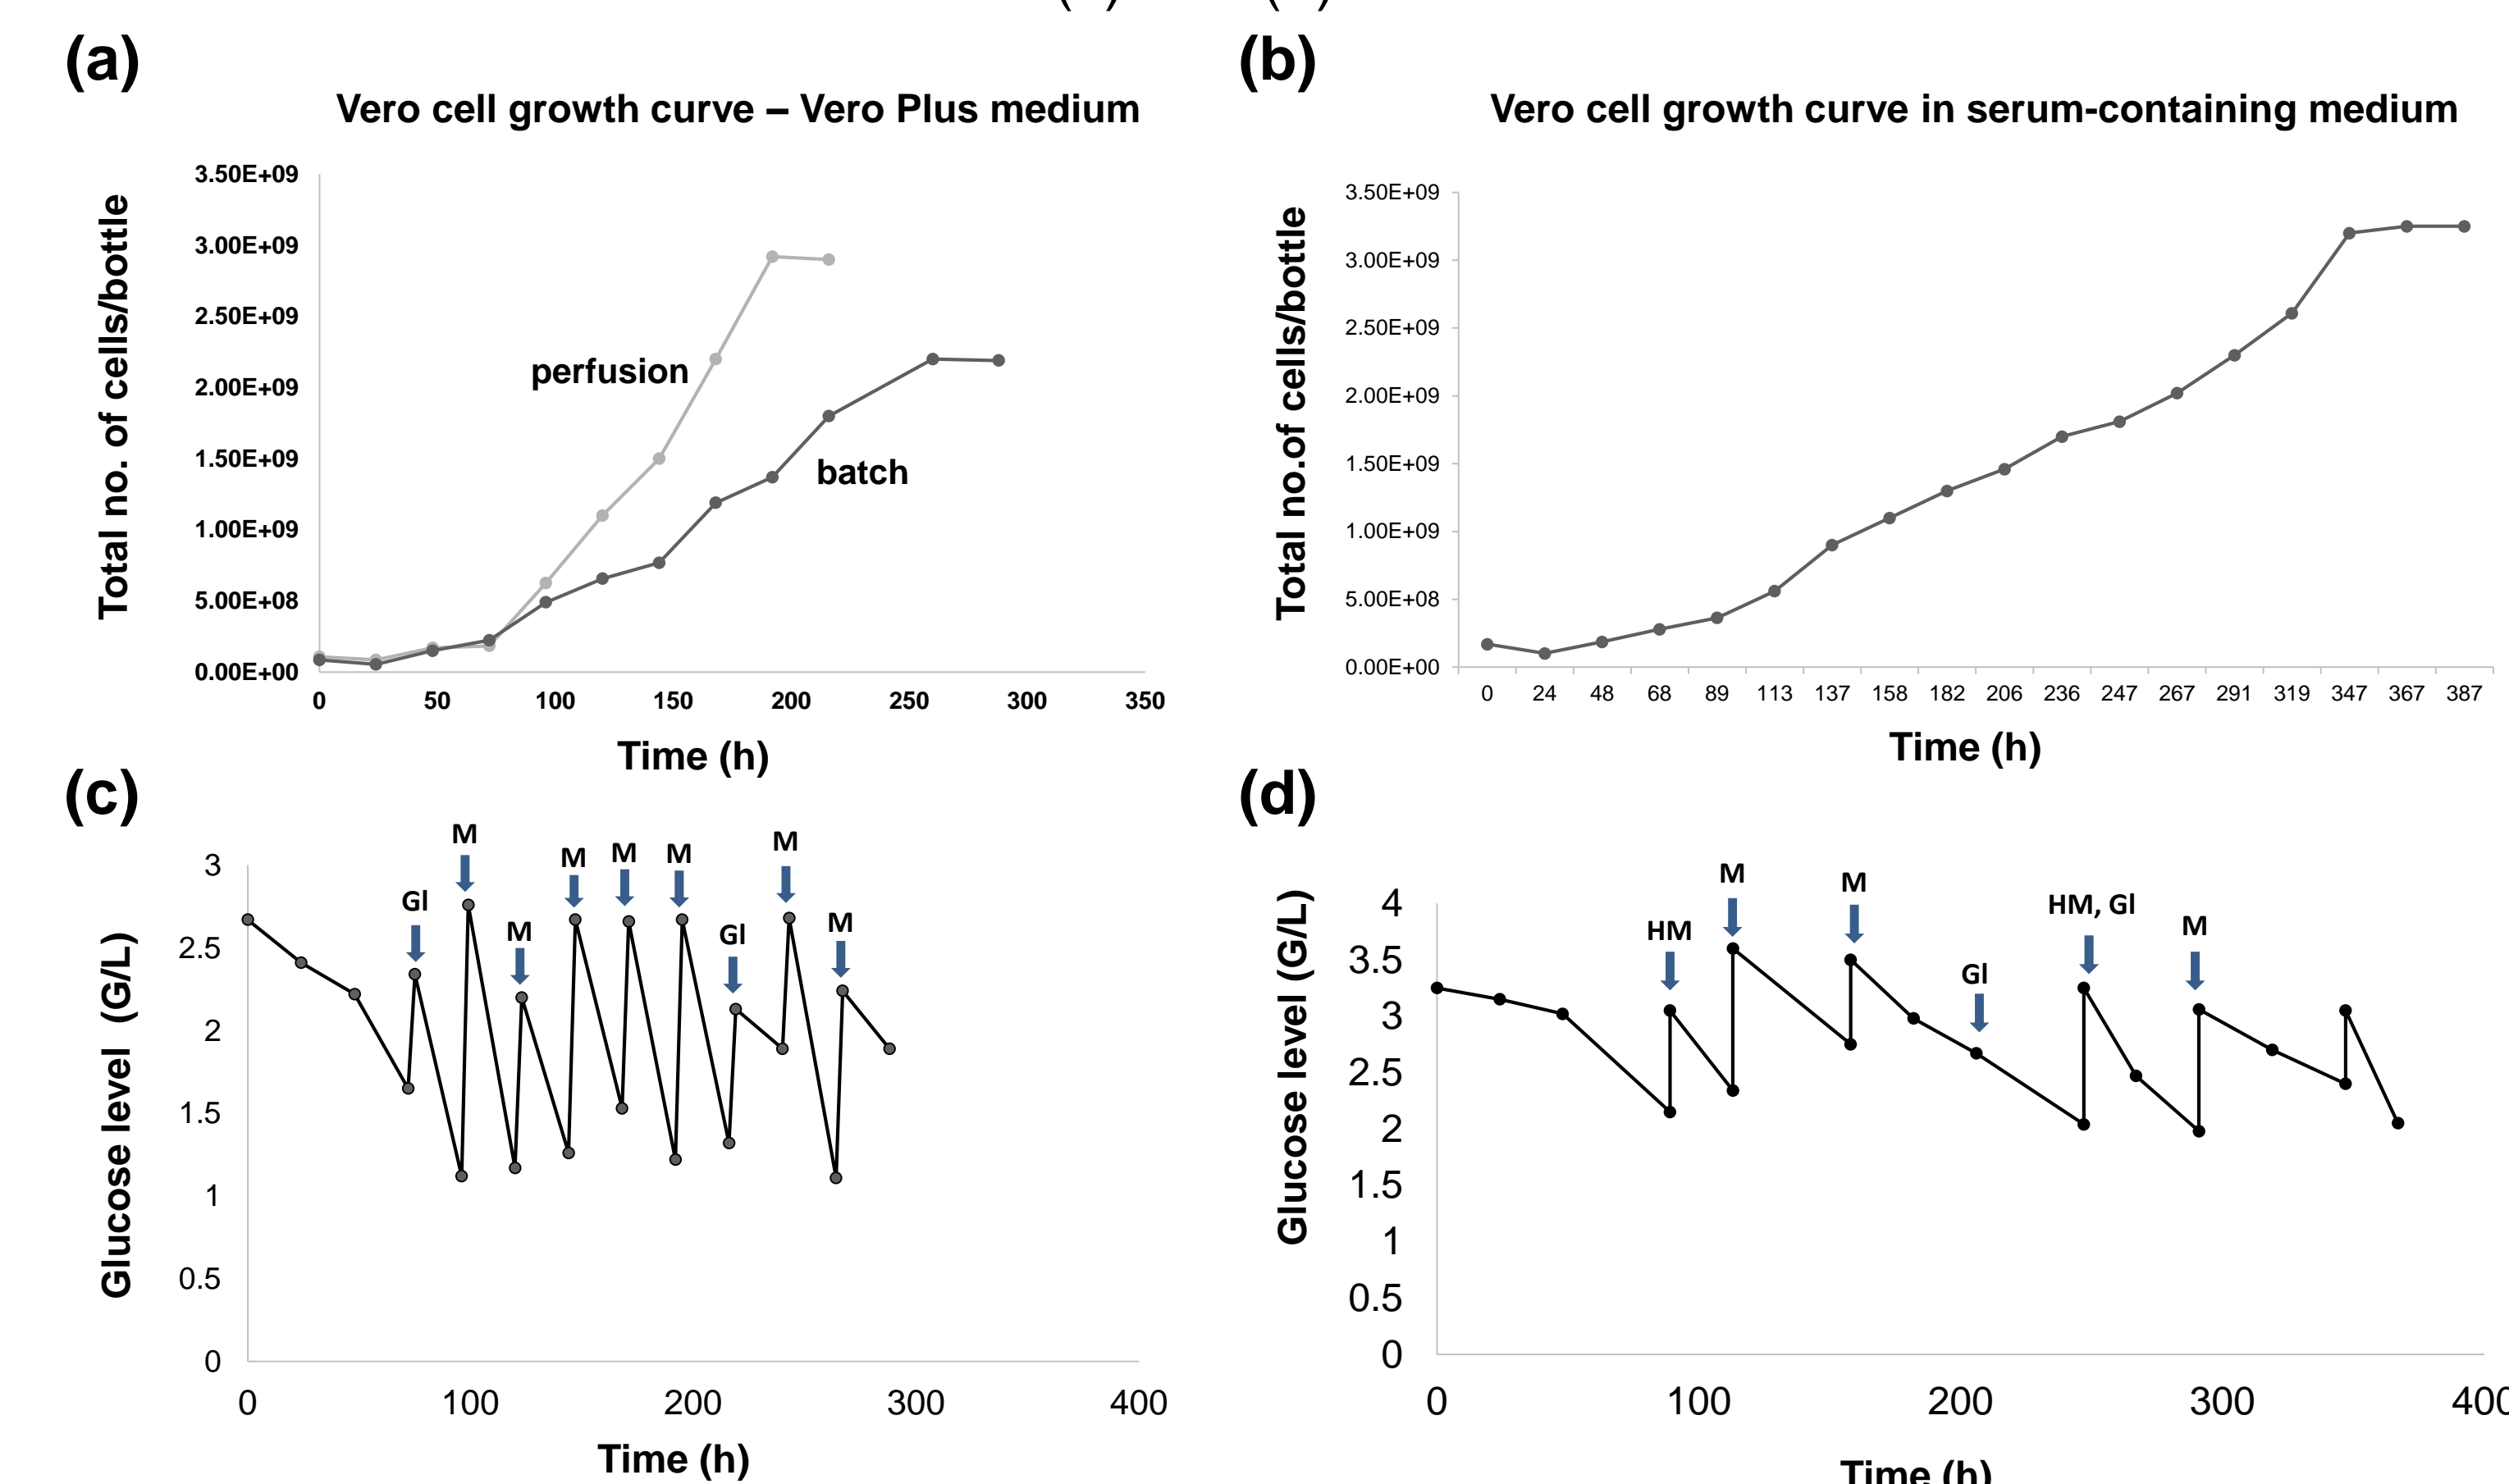 (a)
Vero cell growth curve – Vero Plus medium
Total no. of cells/bottle
3.50E+09
3.00E+09
2.50E+09
2.00E+09
1.50E+09
1.00E+09
5.00E+08
0.00E+00
perfusion
batch
0 50 100 150 200 250 300 350
Time (h)
(b)
Vero cell growth curve in serum-containing medium
Total no.of cells/bottle
3.50E+09
3.00E+09
2.50E+09
2.00E+09
1.50E+09
1.00E+09
5.00E+08
0.00E+00
0 24 48 68 89 113 137 158 182 206 236 247 267 291 319 347 367 387
Time (h)
(c)
Glucose level (G/L)
3
2.5
2
1.5
1
0.5
0
Gl
M
M
M
M
M
Gl
M
M
0 100 200 300 400
Time (h)
(d)
Glucose level (G/L)
4
3.5
3
2.5
2
1.5
1
0.5
0
HM
M
M
Gl
HM, Gl
M
0 100 200 300 400
Time (h)